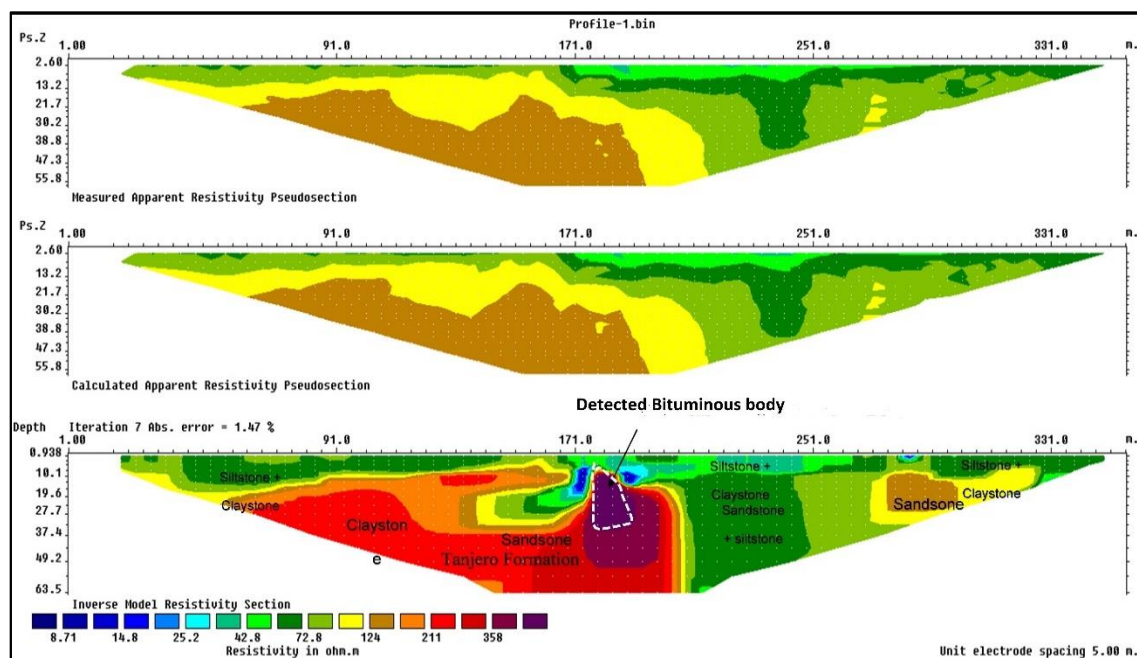 Profile-1.bin
Ps.Z 1.00 91.0 171.0 251.0 331.0 m.
2.60
13.2
21.7
30.2
38.8
47.3
55.8
Measured Apparent Resistivity Pseudosection
Ps.Z 1.00 91.0 171.0 251.0 331.0 m.
2.60
13.2
21.7
30.2
38.8
47.3
55.8
Calculated Apparent Resistivity Pseudosection
Detected Bituminous body
Depth Iteration 7 Abs. error = 1.47 %
1.00 91.0 171.0 251.0 331.0 m.
0.938
10.1
19.6
27.7
37.4
49.2
63.5
Siltstone + Siltstone + Siltstone +
Claystone Claystone Sandsone Claystone
Clayston Sandstone
e
Sandsone + siltstone
Tanjero Formation
Inverse Model Resistivity Section
8.71 14.8 25.2 42.8 72.8 124 211 358
Resistivity in ohm.m
Unit electrode spacing 5.00 m.